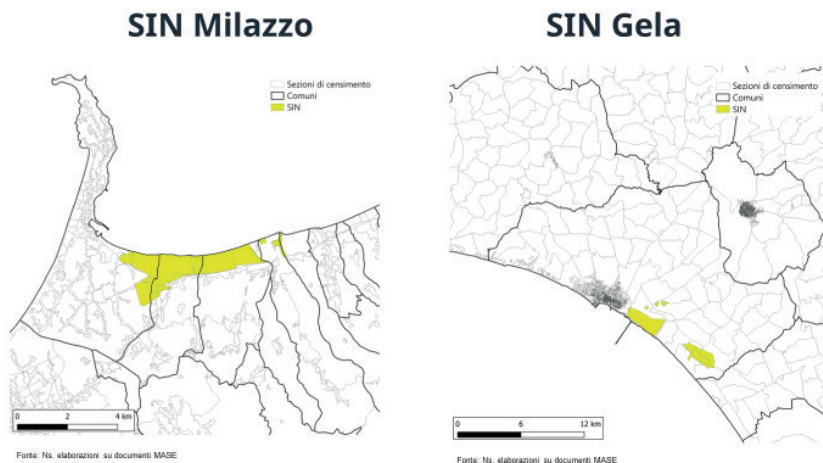 SIN Milazzo
Sezioni di censimento
Comuni
SIN
0 2 4 km
Fonte: Ns. elaborazioni su documenti MASE
SIN Gela
Sezioni di censimento
Comuni
SIN
0 6 12 km
Fonte: Ns. elaborazioni su documenti MASE